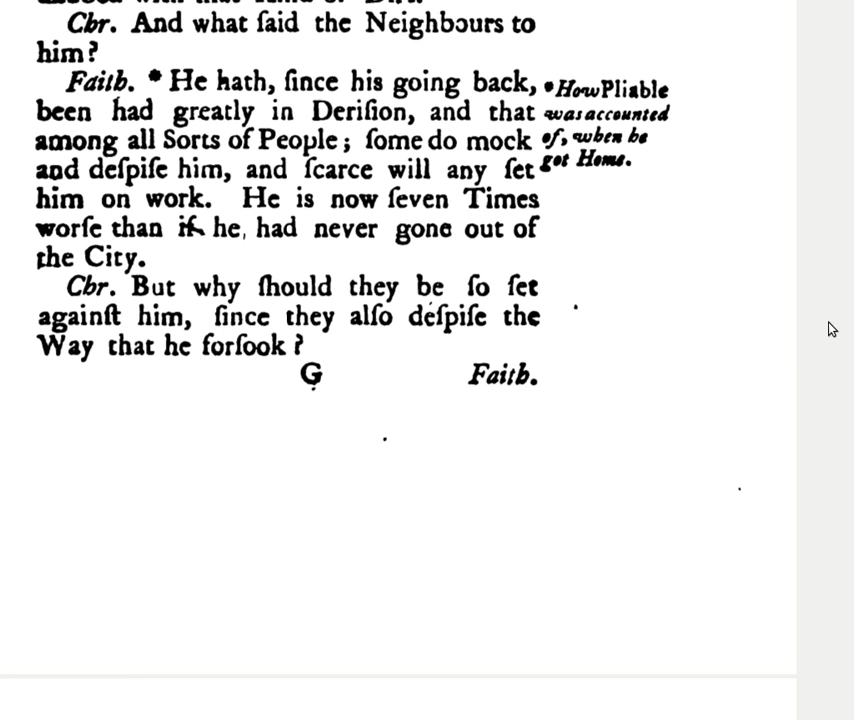 Chr. And what ſaid the Neighbours to
him?
Faith. * He hath, ſince his going back,
been had greatly in Deriſion, and that
among all Sorts of People; ſome do mock
and deſpiſe him, and ſcarce will any ſet
him on work. He is now ſeven Times
worſe than if he, had never gone out of
the City.
* How Pliable
was accounted
of, when he
got Home.
Chr. But why ſhould they be ſo ſet
againſt him, ſince they alſo deſpiſe the
Way that he forſook?
G Faith.